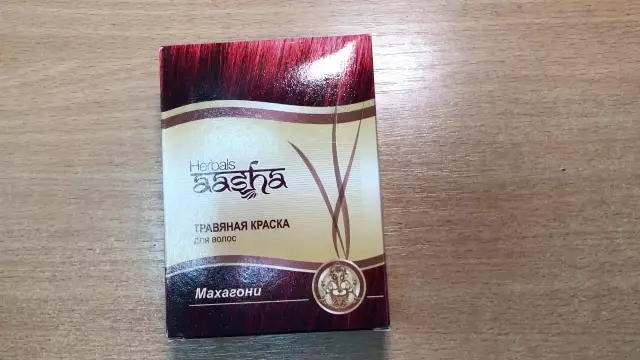 Herbals
aasha
ТРАВЯНАЯ КРАСКА
для волос
Махагони